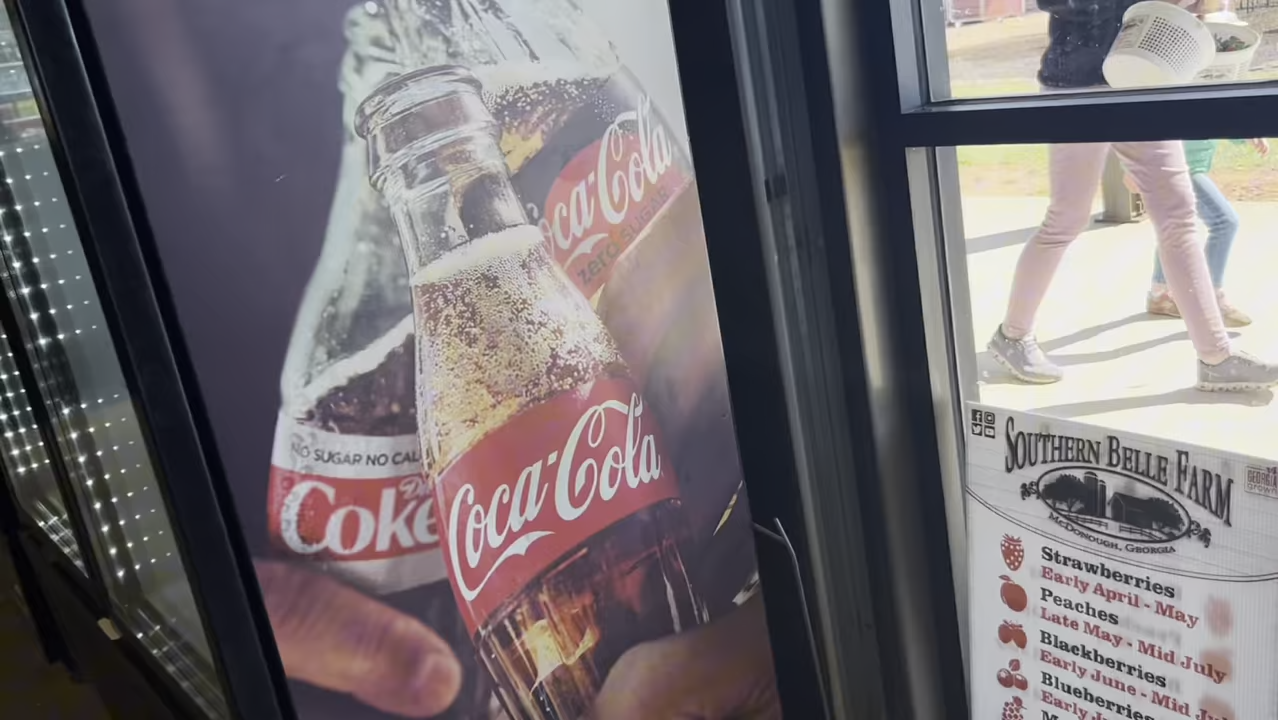 Coca-Cola
zero SUGAR
NO SUGAR NO CAL
Coke
Coca-Cola
SOUTHERN BELLE FARM
MCDONOUGH, GEORGIA
Strawberries
Early April - May
Peaches
Late May - Mid July
Blackberries
Early June - Mid
Blueberries
Early